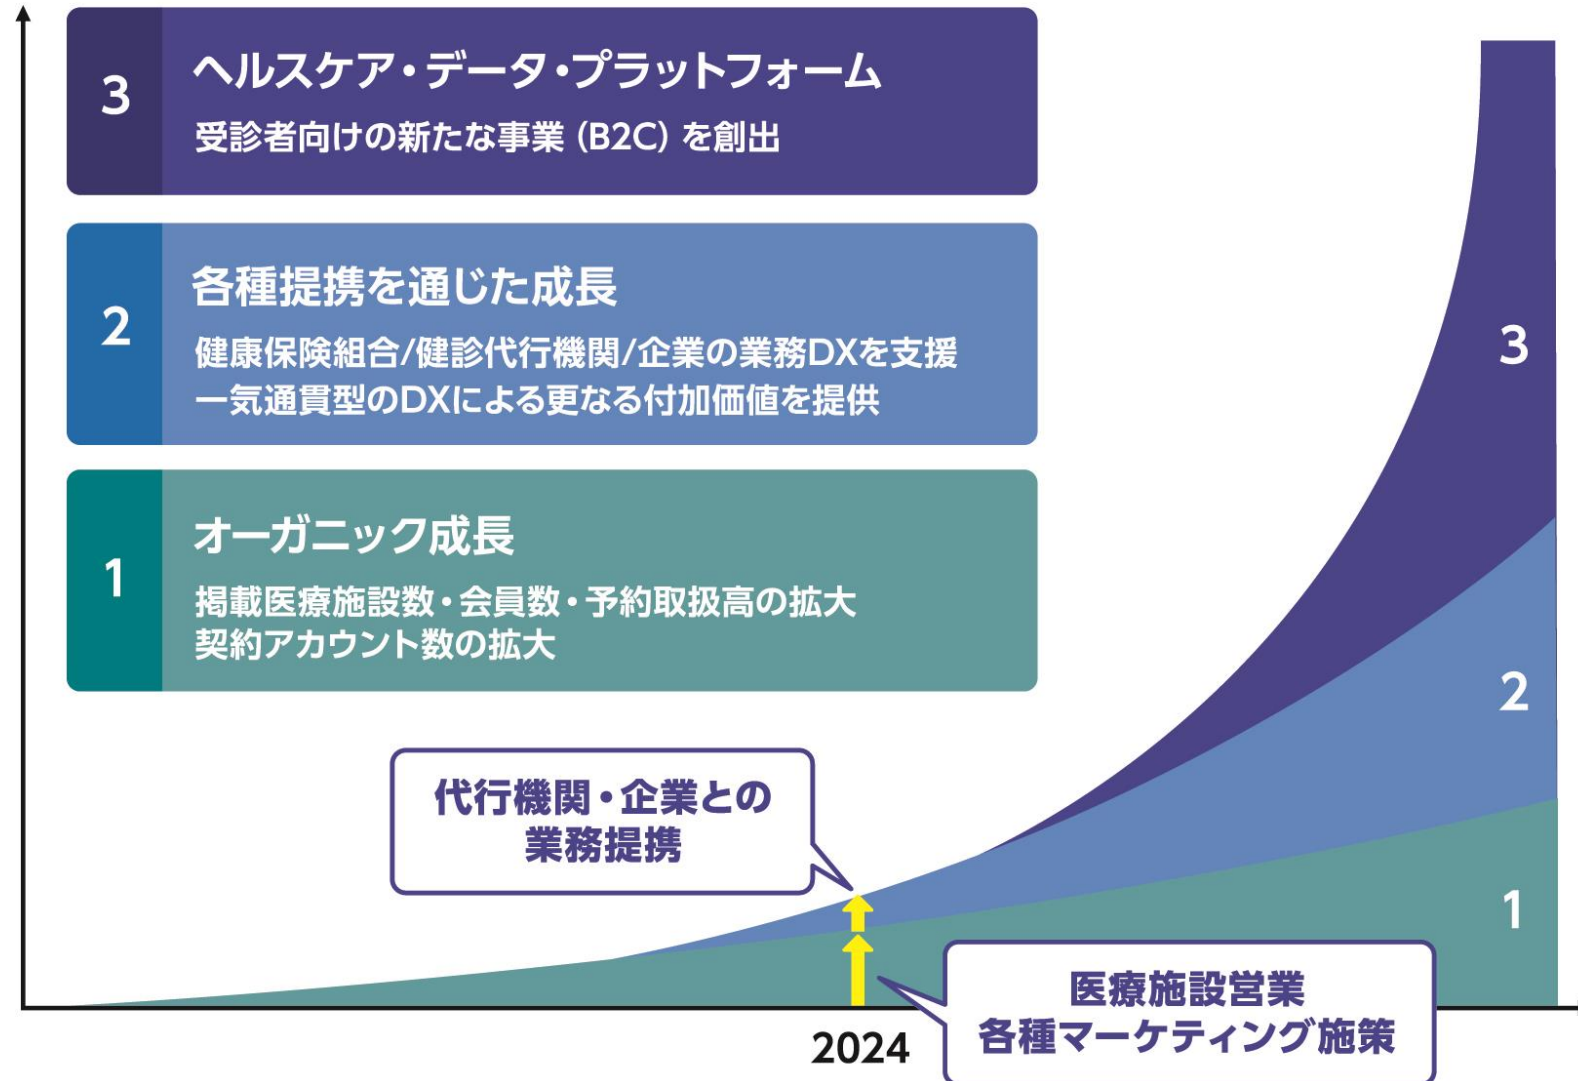 3
ヘルスケア・データ・プラットフォーム
受診者向けの新たな事業（B2C）を創出
2
各種提携を通じた成長
健康保険組合/健診代行機関/企業の業務DXを支援
一気通貫型のDXによる更なる付加価値を提供
1
オーガニック成長
掲載医療施設数・会員数・予約取扱高の拡大
契約アカウント数の拡大
3
2
1
代行機関・企業との
業務提携
医療施設営業
各種マーケティング施策
2024